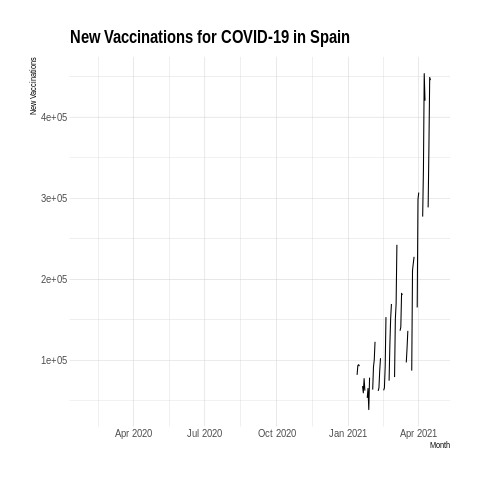 New Vaccinations for COVID-19 in Spain
New Vaccinations
4e+05
3e+05
2e+05
1e+05
Apr 2020 Jul 2020 Oct 2020 Jan 2021 Apr 2021
Month